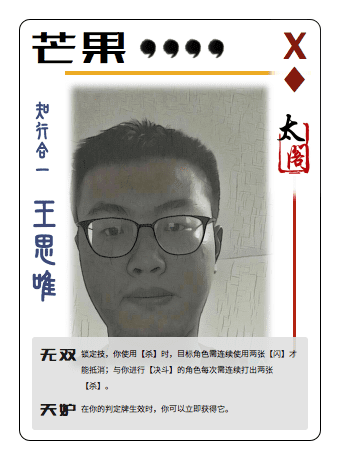 芒果
X
太
阁
知行合一
王思唯
无双 锁定技，你使用【杀】时，目标角色需连续使用两张【闪】才
能抵消；与你进行【决斗】的角色每次需连续打出两张
【杀】。
天妒 在你的判定牌生效时，你可以立即获得它。